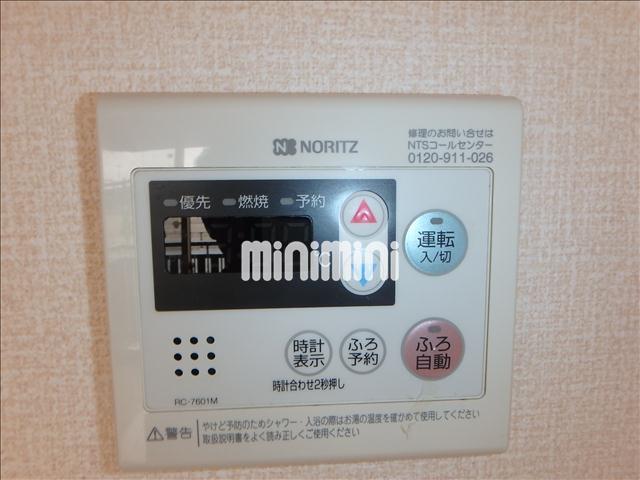 NORITZ
修理のお問い合せは
NTSコールセンター
0120-911-026
優先 燃焼 予約
minimini
運転
入/切
時計
表示
ふろ
予約
ふろ
自動
時計合わせ2秒押し
RC-7601M
警告
やけど予防のためシャワー・入浴の際はお湯の温度を確かめて使用してください
取扱説明書をよく読み正しくご使用ください